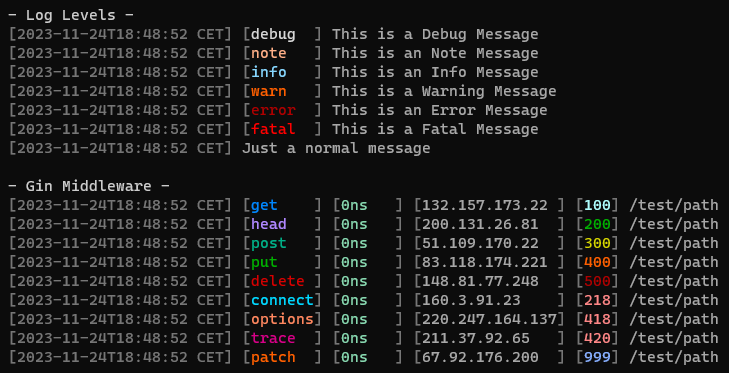 - Log Levels -
[2023-11-24T18:48:52 CET] [debug  ] This is a Debug Message
[2023-11-24T18:48:52 CET] [note   ] This is an Note Message
[2023-11-24T18:48:52 CET] [info   ] This is an Info Message
[2023-11-24T18:48:52 CET] [warn   ] This is a Warning Message
[2023-11-24T18:48:52 CET] [error  ] This is an Error Message
[2023-11-24T18:48:52 CET] [fatal  ] This is a Fatal Message
[2023-11-24T18:48:52 CET] Just a normal message

- Gin Middleware -
[2023-11-24T18:48:52 CET] [get    ] [0ns   ] [132.157.173.22 ] [100] /test/path
[2023-11-24T18:48:52 CET] [head   ] [0ns   ] [200.131.26.81  ] [200] /test/path
[2023-11-24T18:48:52 CET] [post   ] [0ns   ] [51.109.170.22  ] [300] /test/path
[2023-11-24T18:48:52 CET] [put    ] [0ns   ] [83.118.174.221 ] [400] /test/path
[2023-11-24T18:48:52 CET] [delete ] [0ns   ] [148.81.77.248  ] [500] /test/path
[2023-11-24T18:48:52 CET] [connect] [0ns   ] [160.3.91.23    ] [218] /test/path
[2023-11-24T18:48:52 CET] [options] [0ns   ] [220.247.164.137] [418] /test/path
[2023-11-24T18:48:52 CET] [trace  ] [0ns   ] [211.37.92.65   ] [420] /test/path
[2023-11-24T18:48:52 CET] [patch  ] [0ns   ] [67.92.176.200  ] [999] /test/path